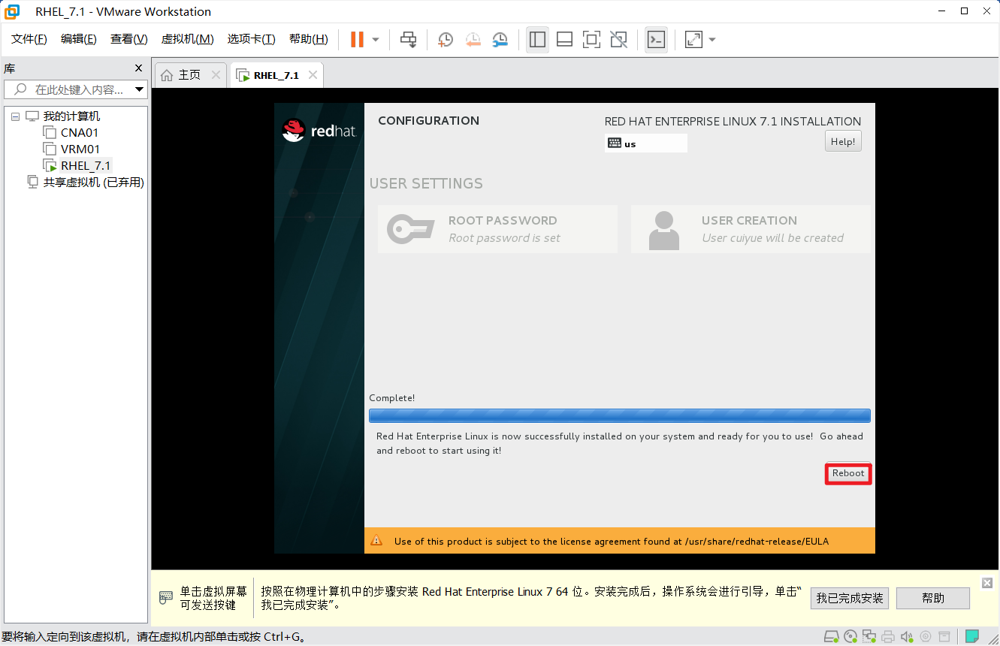 RHEL_7.1 - VMware Workstation
文件(F) 编辑(E) 查看(V) 虚拟机(M) 选项卡(T) 帮助(H)
库
在此处键入内容...
我的计算机
CNA01
VRM01
RHEL_7.1
共享虚拟机 (已弃用)
主页 RHEL_7.1
redhat.
CONFIGURATION
RED HAT ENTERPRISE LINUX 7.1 INSTALLATION
us
Help!
USER SETTINGS
ROOT PASSWORD
Root password is set
USER CREATION
User cuiyue will be created
Complete!
Red Hat Enterprise Linux is now successfully installed on your system and ready for you to use! Go ahead
and reboot to start using it!
Reboot
Use of this product is subject to the license agreement found at /usr/share/redhat-release/EULA
单击虚拟屏幕
可发送按键
按照在物理计算机中的步骤安装 Red Hat Enterprise Linux 7 64 位。安装完成后，操作系统会进行引导，单击“
我已完成安装”。
我已完成安装
帮助
要将输入定向到该虚拟机，请在虚拟机内部单击或按 Ctrl+G。